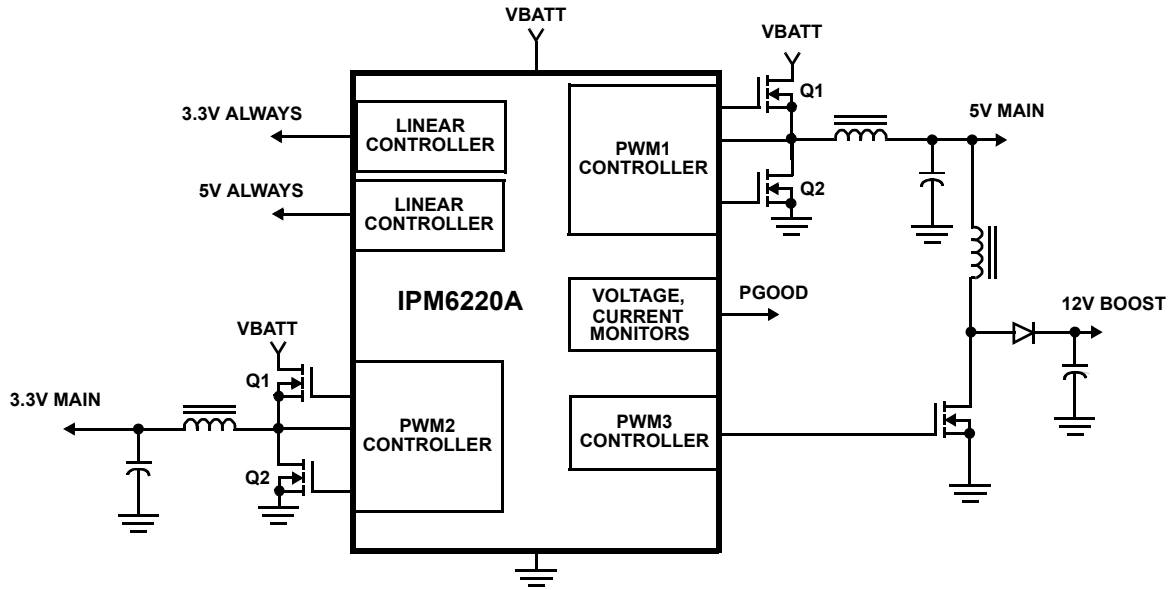 VBATT
VBATT
Q1
3.3V ALWAYS
LINEAR
CONTROLLER
PWM1
CONTROLLER
5V MAIN
5V ALWAYS
LINEAR
CONTROLLER
Q2
IPM6220A
VOLTAGE,
CURRENT
MONITORS
PGOOD
12V BOOST
VBATT
Q1
3.3V MAIN
PWM2
CONTROLLER
PWM3
CONTROLLER
Q2